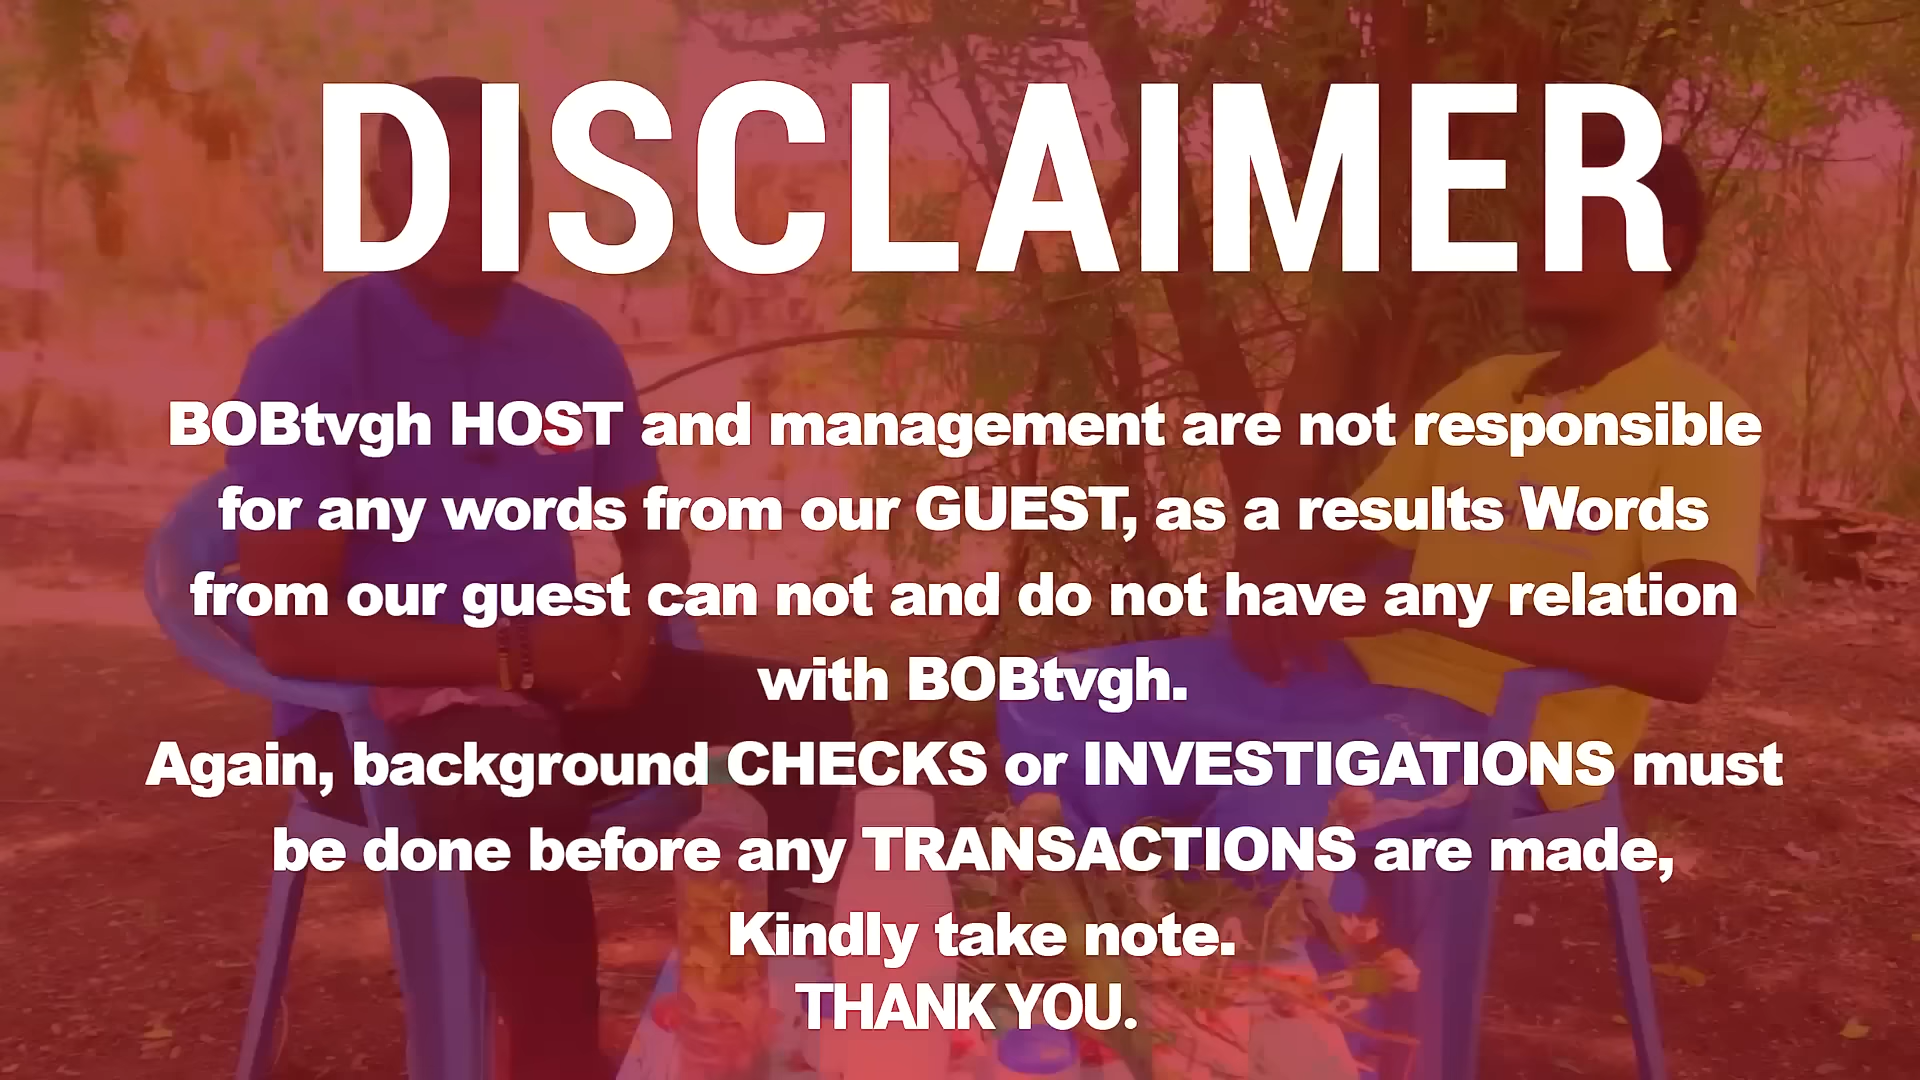 DISCLAIMER
BOBtvgh HOST and management are not responsible
for any words from our GUEST, as a results Words
from our guest can not and do not have any relation
with BOBtvgh.
Again, background CHECKS or INVESTIGATIONS must
be done before any TRANSACTIONS are made,
Kindly take note.
THANK YOU.